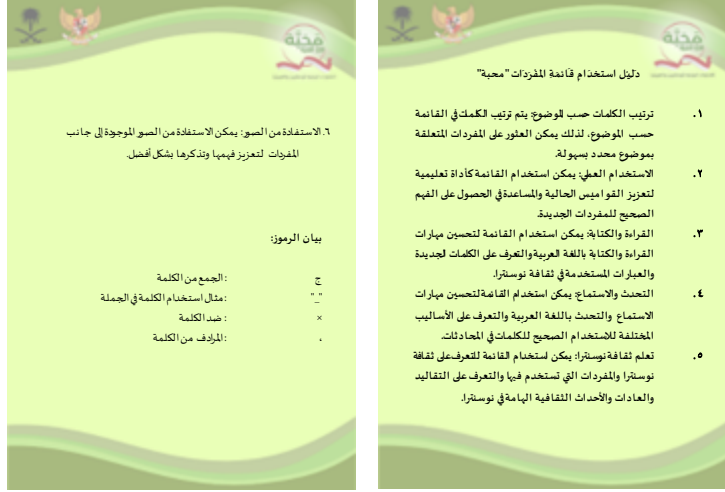 محبّة
دليل استخدام قائمة المفردات "محبة"
١. ترتيب الكلمات حسب الموضوع: يتم ترتيب الكلمات في القائمة
حسب الموضوع، لذلك يمكن العثور على المفردات المتعلقة
بموضوع محدد بسهولة.
٢. الاستخدام العملي: يمكن استخدام القائمة كأداة تعليمية
لتعزيز القواميس الحالية والمساعدة في الحصول على الفهم
الصحيح للمفردات الجديدة.
٣. القراءة والكتابة: يمكن استخدام القائمة لتحسين مهارات
القراءة والكتابة باللغة العربية والتعرف على الكلمات الجديدة
والعبارات المستخدمة في ثقافة نوسنترا.
٤. التحدث والاستماع: يمكن استخدام القائمة لتحسين مهارات
الاستماع والتحدث باللغة العربية والتعرف على الأساليب
المختلفة للاستخدام الصحيح للكلمات في المحادثات.
٥. تعلم ثقافة نوسنترا: يمكن استخدام القائمة للتعرف على ثقافة
نوسنترا والمفردات التي تستخدم فيها والتعرف على التقاليد
والعادات والأحداث الثقافية الهامة في نوسنترا.
محبّة
٦. الاستفادة من الصور: يمكن الاستفادة من الصور الموجودة إلى جانب
المفردات لتعزيز فهمها وتذكرها بشكل أفضل.
بيان الرموز:
ج : الجمع من الكلمة
"_" : مثال استخدام الكلمة في الجملة
× : ضد الكلمة
، : المرادف من الكلمة